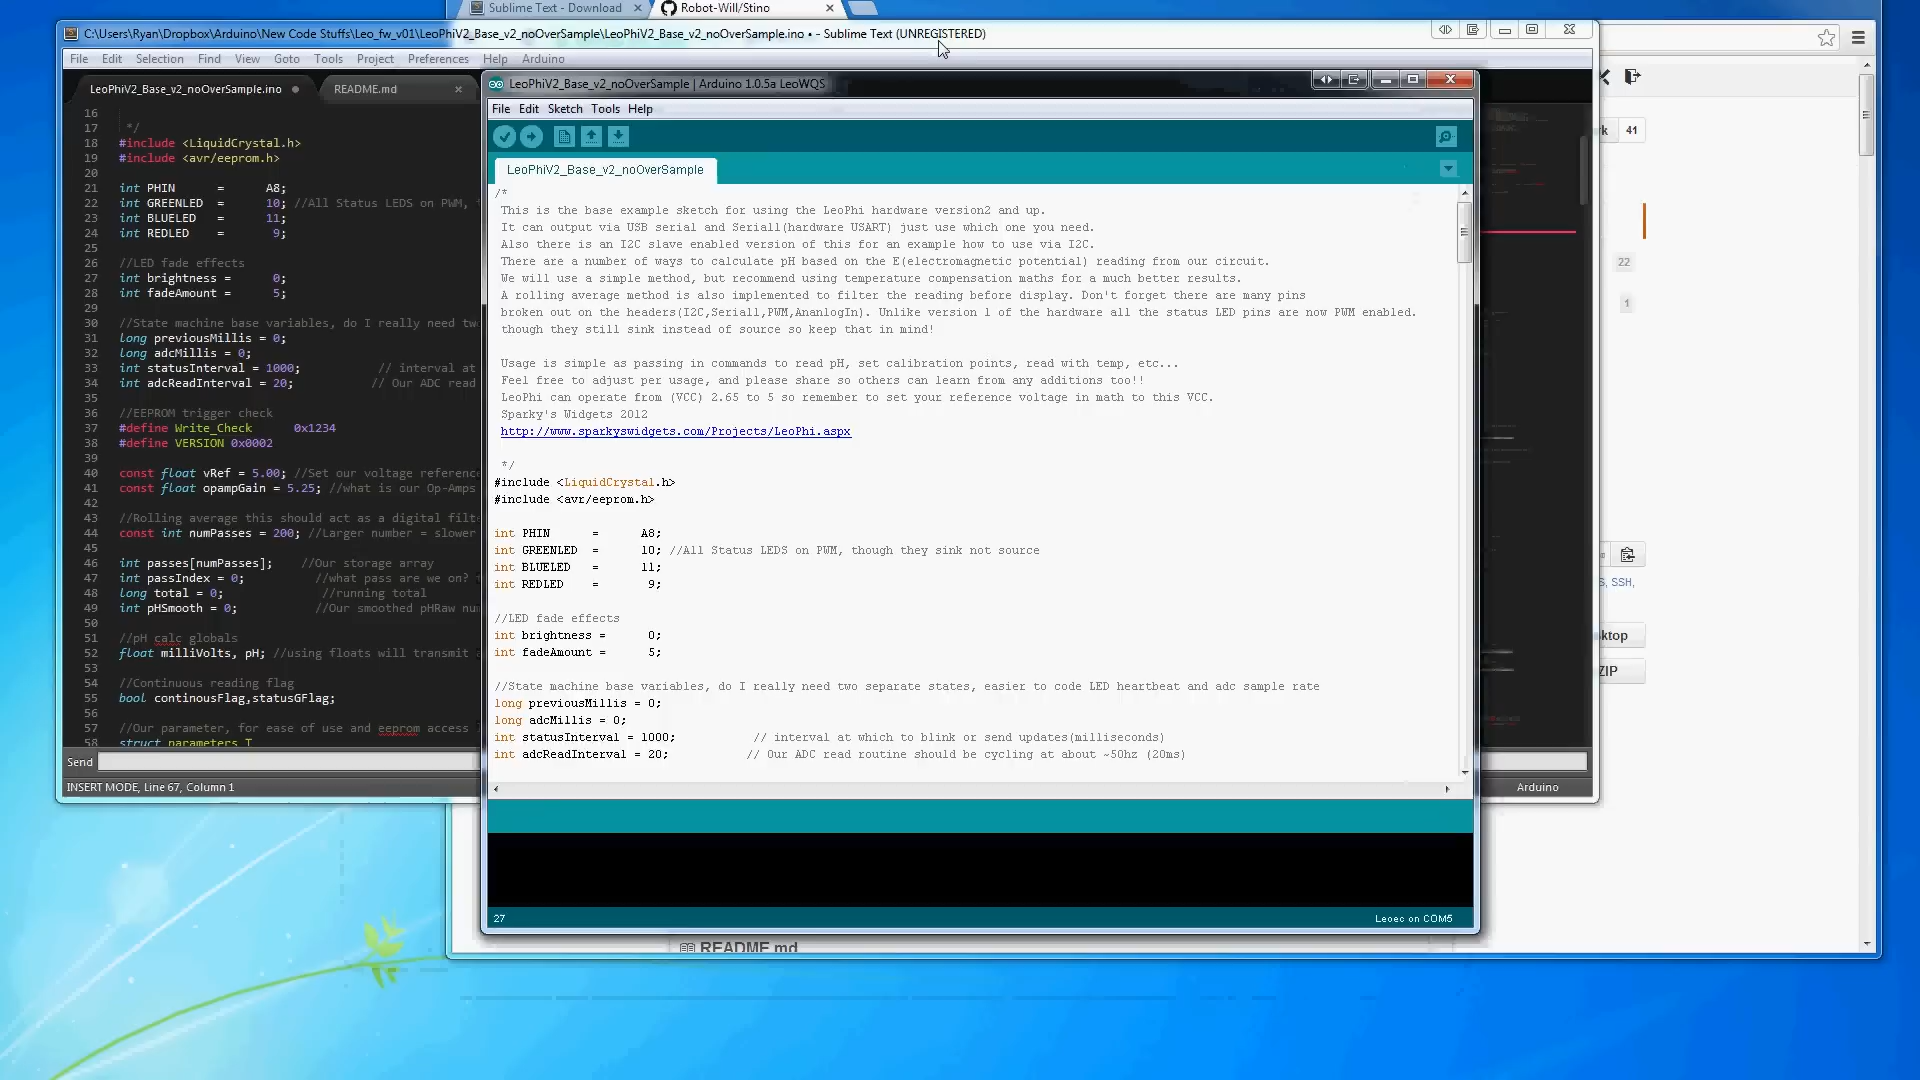 Sublime Text - Download
Robot-Will/Stino
C:\Users\Ryan\Dropbox\Arduino\New Code Stuffs\Leo_fw_v01\LeoPhiV2_Base_v2_noOverSample\LeoPhiV2_Base_v2_noOverSample.ino • - Sublime Text (UNREGISTERED)
File Edit Selection Find View Goto Tools Project Preferences Help Arduino
LeoPhiV2_Base_v2_noOverSample.ino
README.md
16
17 */
18 #include <LiquidCrystal.h>
19 #include <avr/eeprom.h>
20
21 int PHIN = A8;
22 int GREENLED = 10; //All Status LEDS on PWM,
23 int BLUELED = 11;
24 int REDLED = 9;
25
26 //LED fade effects
27 int brightness = 0;
28 int fadeAmount = 5;
29
30 //State machine base variables, do I really need tw
31 long previousMillis = 0;
32 long adcMillis = 0;
33 int statusInterval = 1000; // interval at
34 int adcReadInterval = 20; // Our ADC read
35
36 //EEPROM trigger check
37 #define Write_Check 0x1234
38 #define VERSION 0x0002
39
40 const float vRef = 5.00; //Set our voltage reference
41 const float opampGain = 5.25; //what is our Op-Amps
42
43 //Rolling average this should act as a digital filt
44 const int numPasses = 200; //Larger number = slower
45
46 int passes[numPasses]; //Our storage array
47 int passIndex = 0; //what pass are we on?
48 long total = 0; //running total
49 int pHSmooth = 0; //Our smoothed pHRaw nu
50
51 //pH calc globals
52 float milliVolts, pH; //using floats will transmit
53
54 //Continuous reading flag
55 bool continousFlag,statusGFlag;
56
57 //Our parameter, for ease of use and eeprom access
58 struct parameters_T
Send
INSERT MODE, Line 67, Column 1
Arduino
LeoPhiV2_Base_v2_noOverSample | Arduino 1.0.5a LeoWQS
File Edit Sketch Tools Help
LeoPhiV2_Base_v2_noOverSample
/*
This is the base example sketch for using the LeoPhi hardware version2 and up.
It can output via USB serial and Serial1(hardware USART) just use which one you need.
Also there is an I2C slave enabled version of this for an example how to use via I2C.
There are a number of ways to calculate pH based on the E(electromagnetic potential) reading from our circuit.
We will use a simple method, but recommend using temperature compensation maths for a much better results.
A rolling average method is also implemented to filter the reading before display. Don't forget there are many pins
broken out on the headers(I2C,Serial1,PWM,AnanlogIn). Unlike version 1 of the hardware all the status LED pins are now PWM enabled.
though they still sink instead of source so keep that in mind!
Usage is simple as passing in commands to read pH, set calibration points, read with temp, etc...
Feel free to adjust per usage, and please share so others can learn from any additions too!!
LeoPhi can operate from (VCC) 2.65 to 5 so remember to set your reference voltage in math to this VCC.
Sparky's Widgets 2012
http://www.sparkyswidgets.com/Projects/LeoPhi.aspx
*/
#include <LiquidCrystal.h>
#include <avr/eeprom.h>
int PHIN = A8;
int GREENLED = 10; //All Status LEDS on PWM, though they sink not source
int BLUELED = 11;
int REDLED = 9;
//LED fade effects
int brightness = 0;
int fadeAmount = 5;
//State machine base variables, do I really need two separate states, easier to code LED heartbeat and adc sample rate
long previousMillis = 0;
long adcMillis = 0;
int statusInterval = 1000; // interval at which to blink or send updates(milliseconds)
int adcReadInterval = 20; // Our ADC read routine should be cycling at about ~50hz (20ms)
27
Leoec on COM5
rk 41
22
1
S, SSH,
ktop
ZIP
README.md